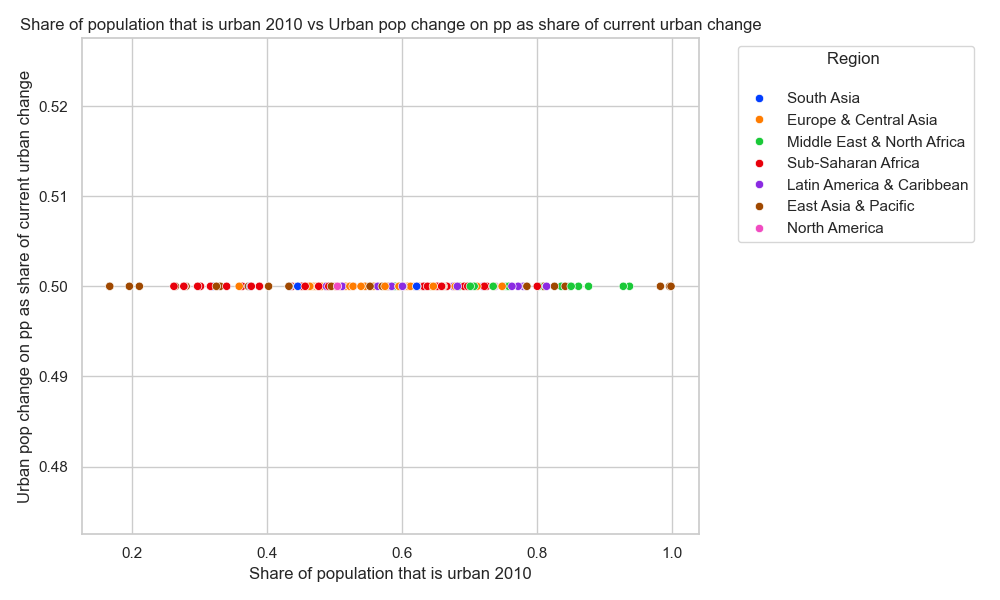 Share of population that is urban 2010 vs Urban pop change on pp as share of current urban change
Urban pop change on pp as share of current urban change
0.52
0.51
0.50
0.49
0.48
0.2
0.4
0.6
0.8
1.0
Share of population that is urban 2010
Region
South Asia
Europe & Central Asia
Middle East & North Africa
Sub-Saharan Africa
Latin America & Caribbean
East Asia & Pacific
North America